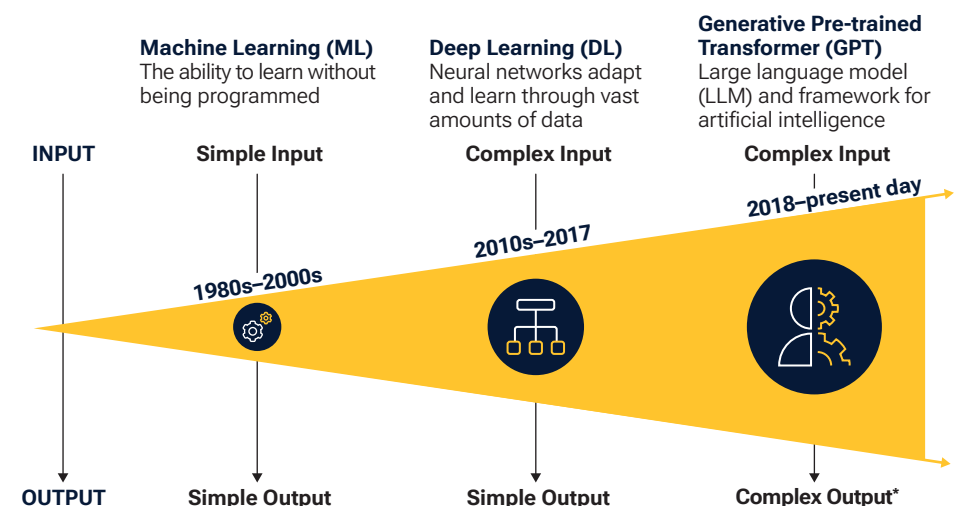 Machine Learning (ML)
The ability to learn without
being programmed
Deep Learning (DL)
Neural networks adapt
and learn through vast
amounts of data
Generative Pre-trained
Transformer (GPT)
Large language model
(LLM) and framework for
artificial intelligence
INPUT
Simple Input
Complex Input
Complex Input
1980s–2000s
2010s–2017
2018–present day
OUTPUT
Simple Output
Simple Output
Complex Output*